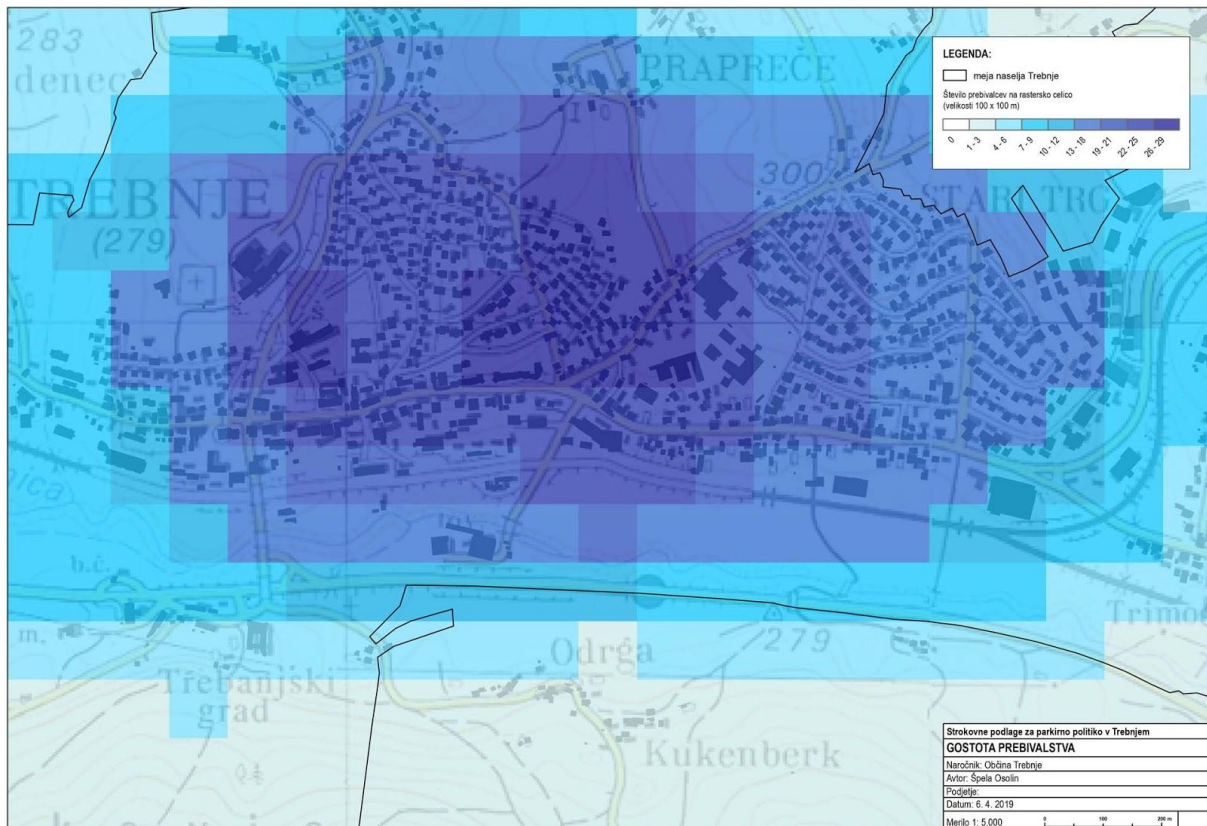 283
denec
PRAPREČE
LEGENDA:
meja naselja Trebnje
Število prebivalcev na rastersko celico
(velikosti 100 x 100 m)
0
1 - 3
4 - 6
7 - 9
10 - 12
13 - 18
19 - 21
22 - 25
26 - 29
TREBNJE
(279)
300
STARI TRG
nica
b.č.
m.
279
Trimo
Odrga
Trebanjski
grad
Kukenberk
Strokovne podlage za parkirno politiko v Trebnjem
GOSTOTA PREBIVALSTVA
Naročnik: Občina Trebnje
Avtor: Špela Osolin
Podjetje:
Datum: 6. 4. 2019
Merilo 1: 5.000
0 100 200 m